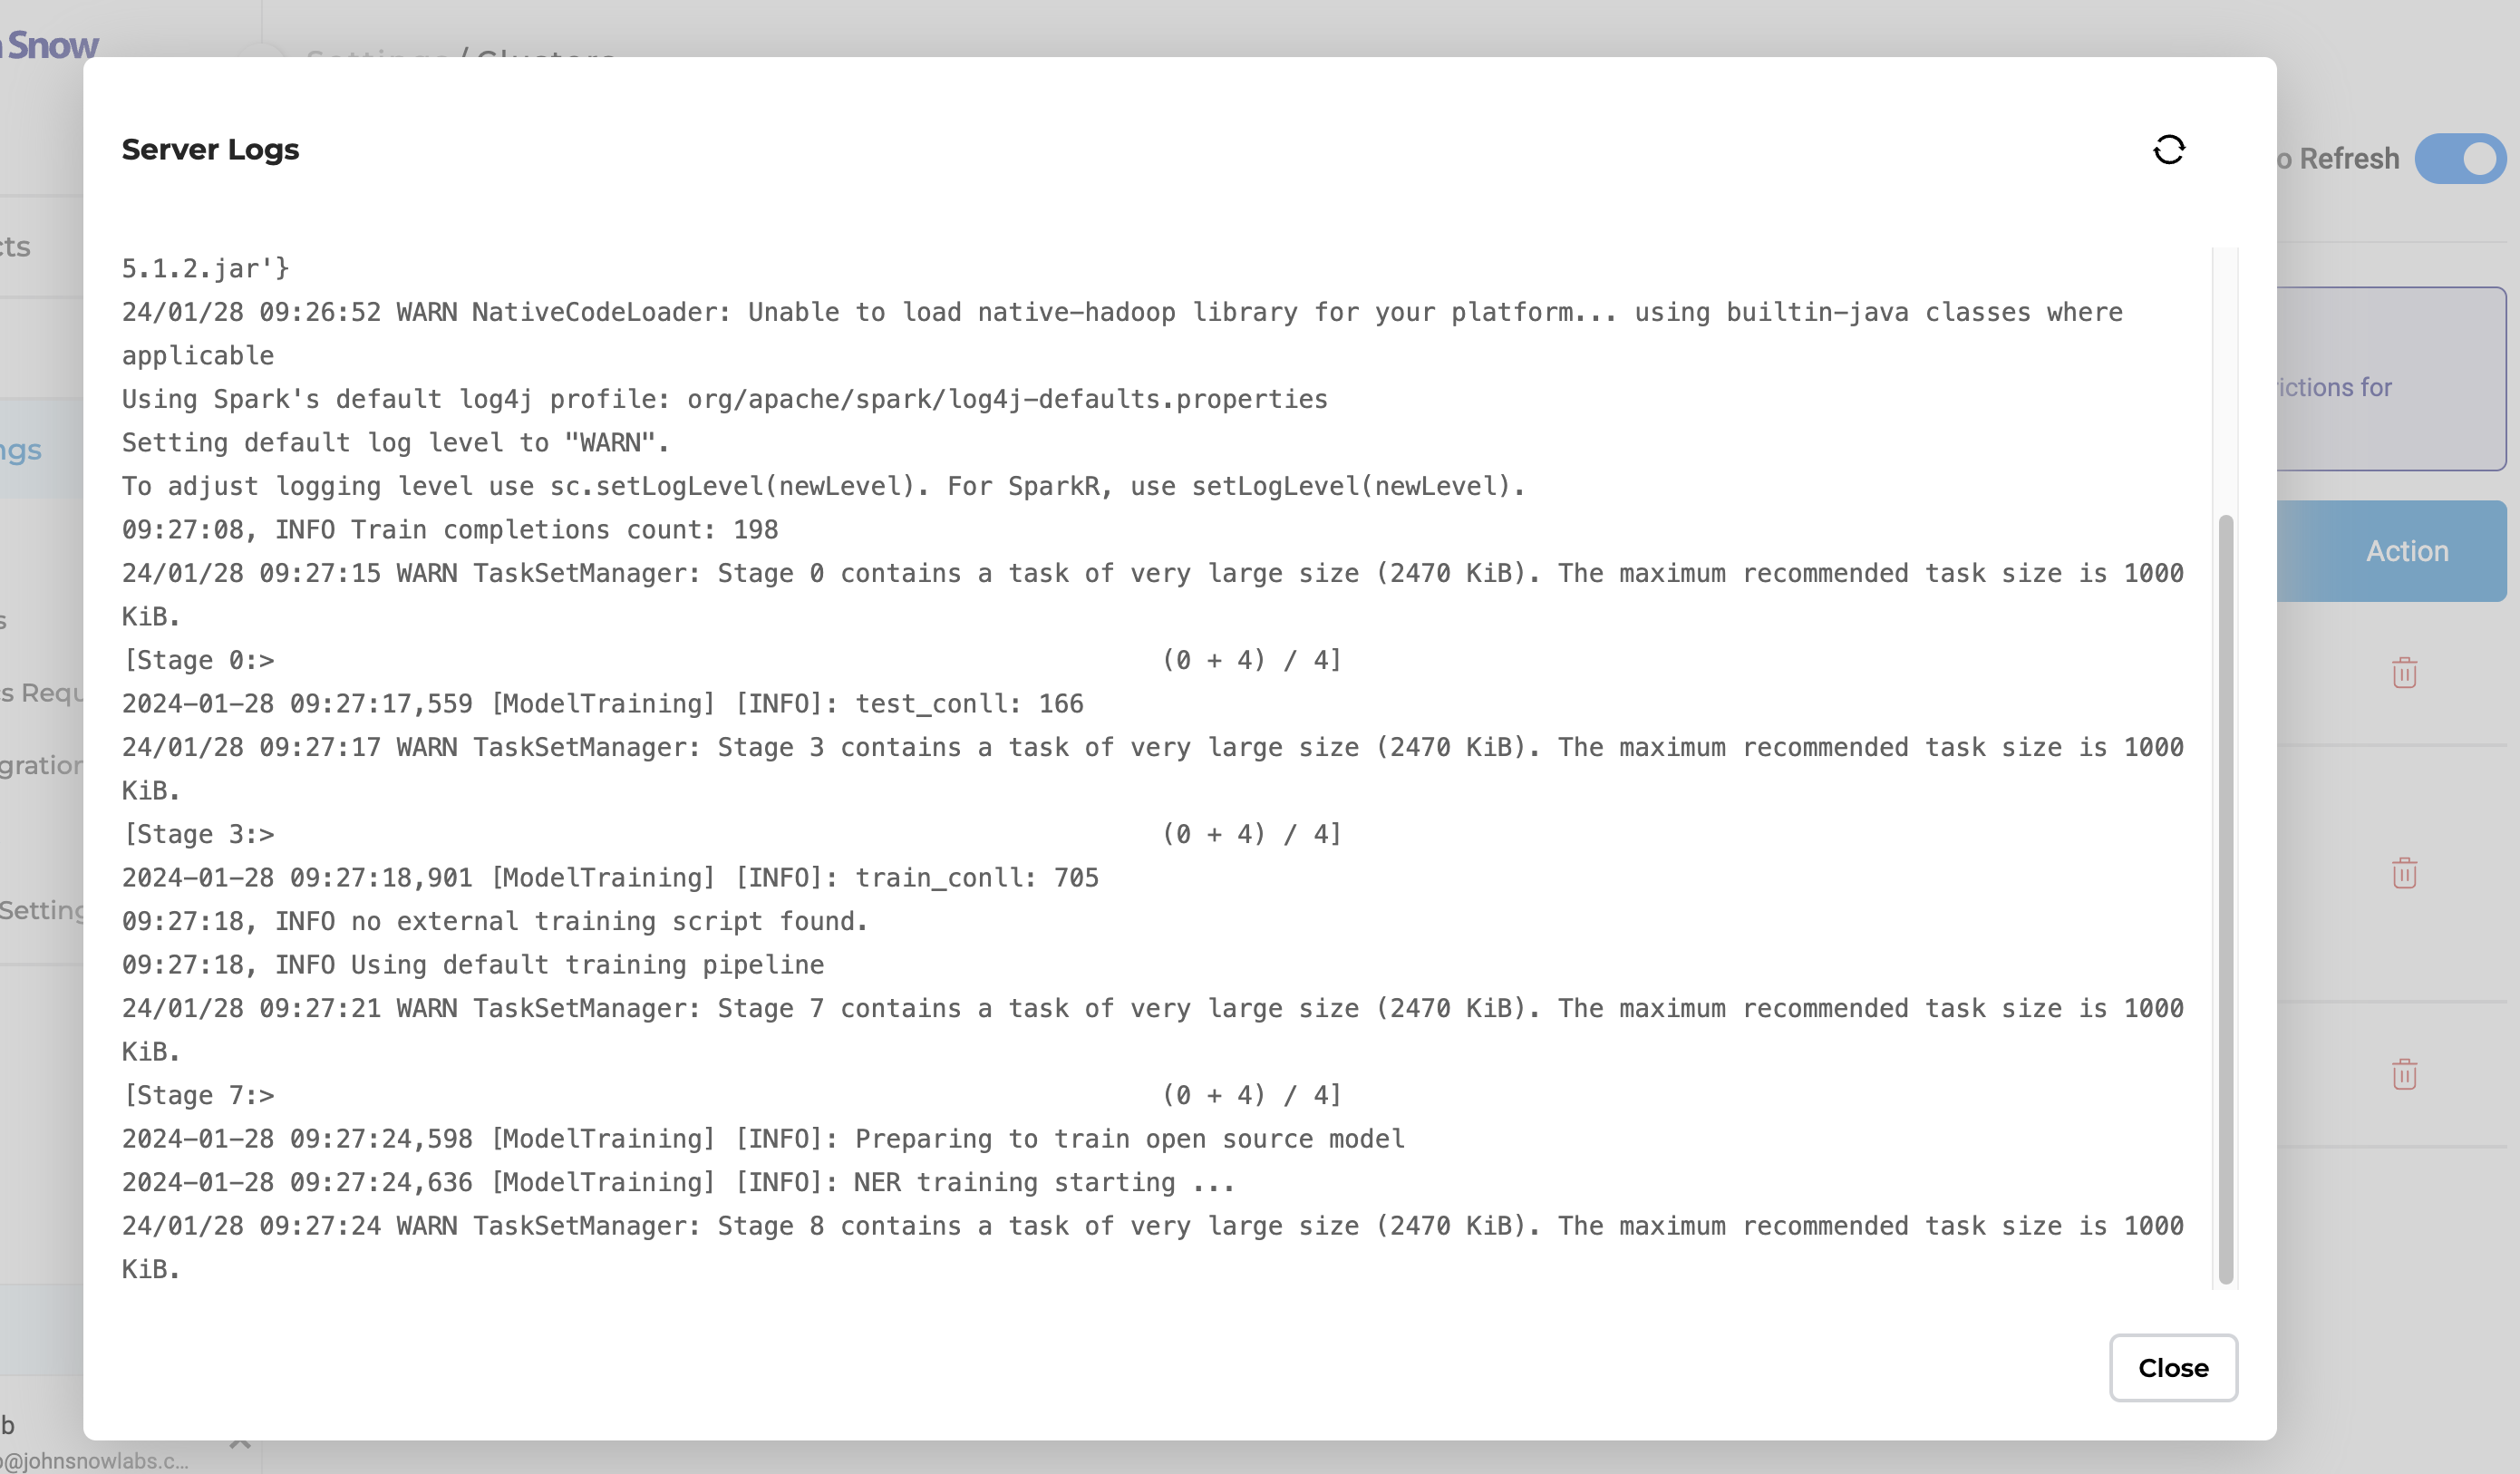 Snow
Settings / Clusters
Server Logs
Refresh
5.1.2.jar'}
24/01/28 09:26:52 WARN NativeCodeLoader: Unable to load native-hadoop library for your platform... using builtin-java classes where
applicable
Using Spark's default log4j profile: org/apache/spark/log4j-defaults.properties
Setting default log level to "WARN".
To adjust logging level use sc.setLogLevel(newLevel). For SparkR, use setLogLevel(newLevel).
09:27:08, INFO Train completions count: 198
24/01/28 09:27:15 WARN TaskSetManager: Stage 0 contains a task of very large size (2470 KiB). The maximum recommended task size is 1000
KiB.
[Stage 0:> (0 + 4) / 4]
2024-01-28 09:27:17,559 [ModelTraining] [INFO]: test_conll: 166
24/01/28 09:27:17 WARN TaskSetManager: Stage 3 contains a task of very large size (2470 KiB). The maximum recommended task size is 1000
KiB.
[Stage 3:> (0 + 4) / 4]
2024-01-28 09:27:18,901 [ModelTraining] [INFO]: train_conll: 705
09:27:18, INFO no external training script found.
09:27:18, INFO Using default training pipeline
24/01/28 09:27:21 WARN TaskSetManager: Stage 7 contains a task of very large size (2470 KiB). The maximum recommended task size is 1000
KiB.
[Stage 7:> (0 + 4) / 4]
2024-01-28 09:27:24,598 [ModelTraining] [INFO]: Preparing to train open source model
2024-01-28 09:27:24,636 [ModelTraining] [INFO]: NER training starting ...
24/01/28 09:27:24 WARN TaskSetManager: Stage 8 contains a task of very large size (2470 KiB). The maximum recommended task size is 1000
KiB.
Close
cts
ngs
s
s Requ
gration
Setting
b
@johnsnowlabs.c...
rictions for
Action